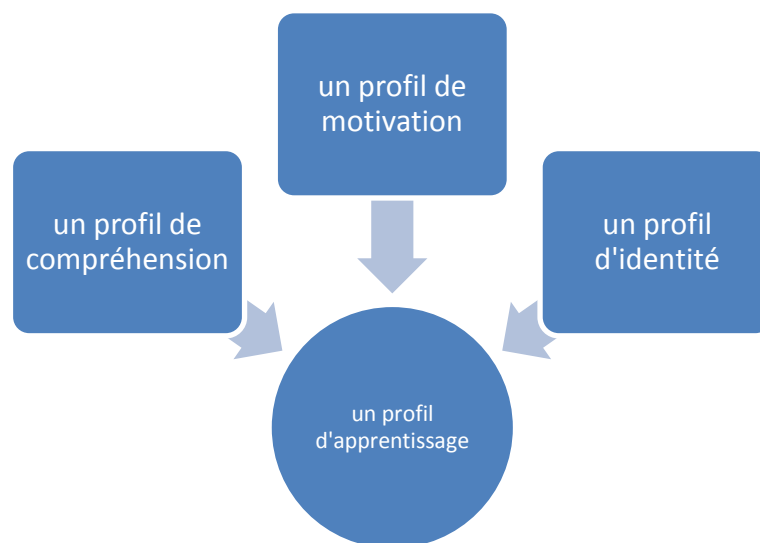 un profil de
motivation
un profil de
compréhension
un profil
d'identité
un profil
d'apprentissage